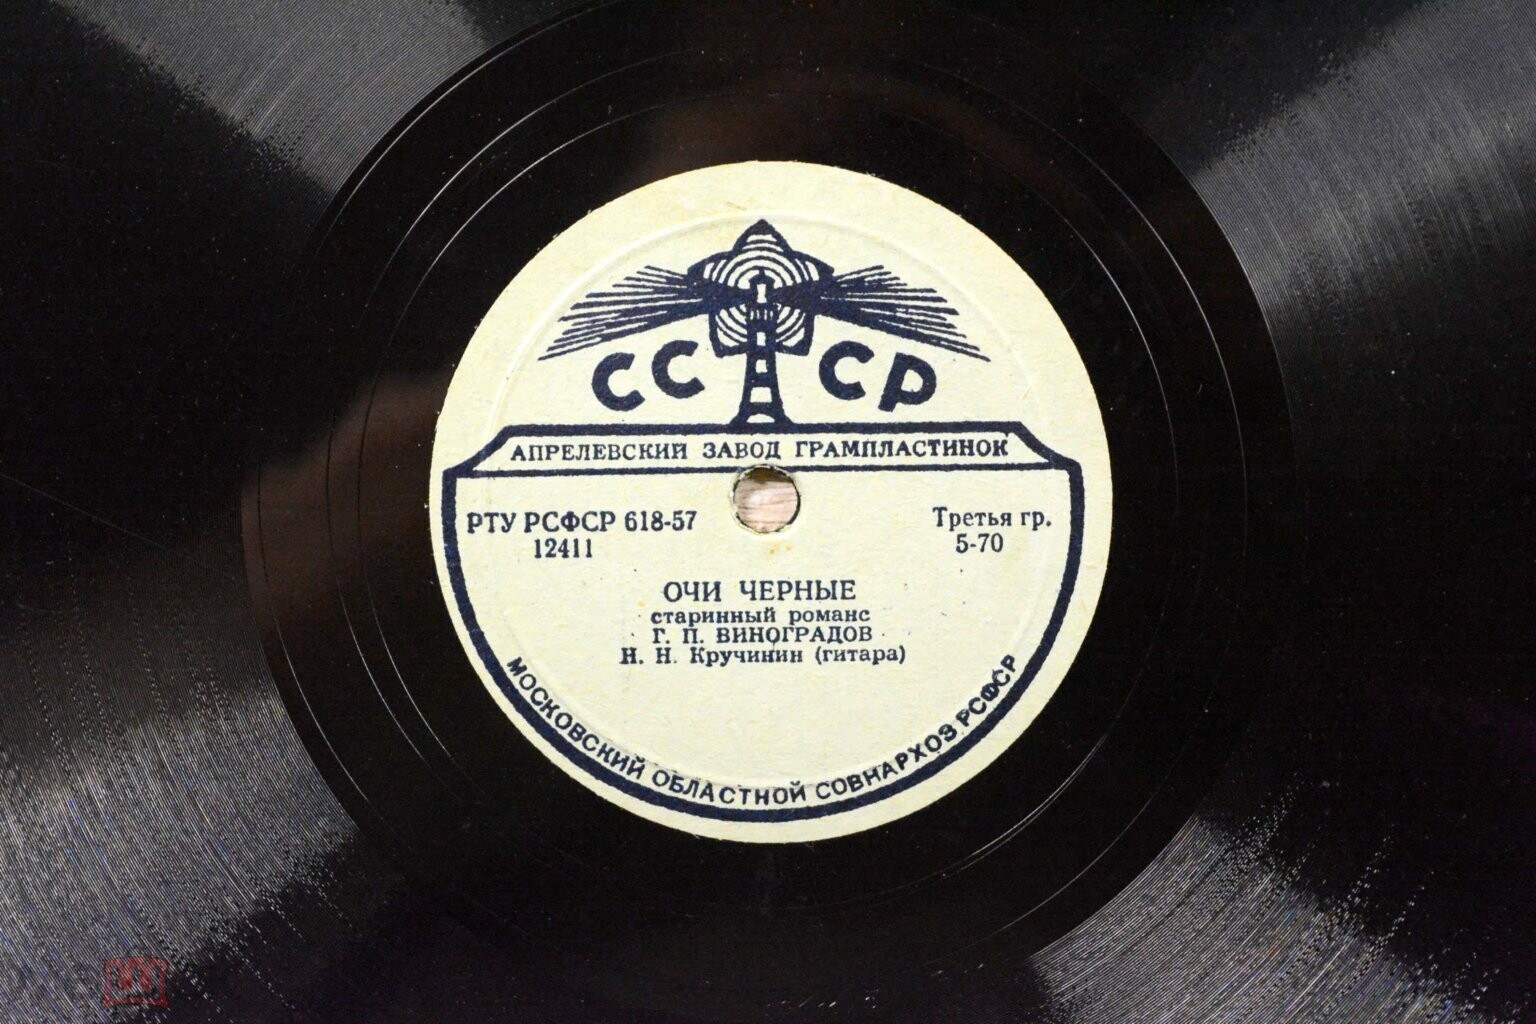 СССР
АПРЕЛЕВСКИЙ ЗАВОД ГРАМПЛАСТИНОК
РТУ РСФСР 618-57
12411
Третья гр.
5-70
ОЧИ ЧЕРНЫЕ
старинный романс
Г. П. ВИНОГРАДОВ
Н. Н. Кручинин (гитара)
МОСКОВСКИЙ ОБЛАСТНОЙ СОВНАРХОЗ РСФСР